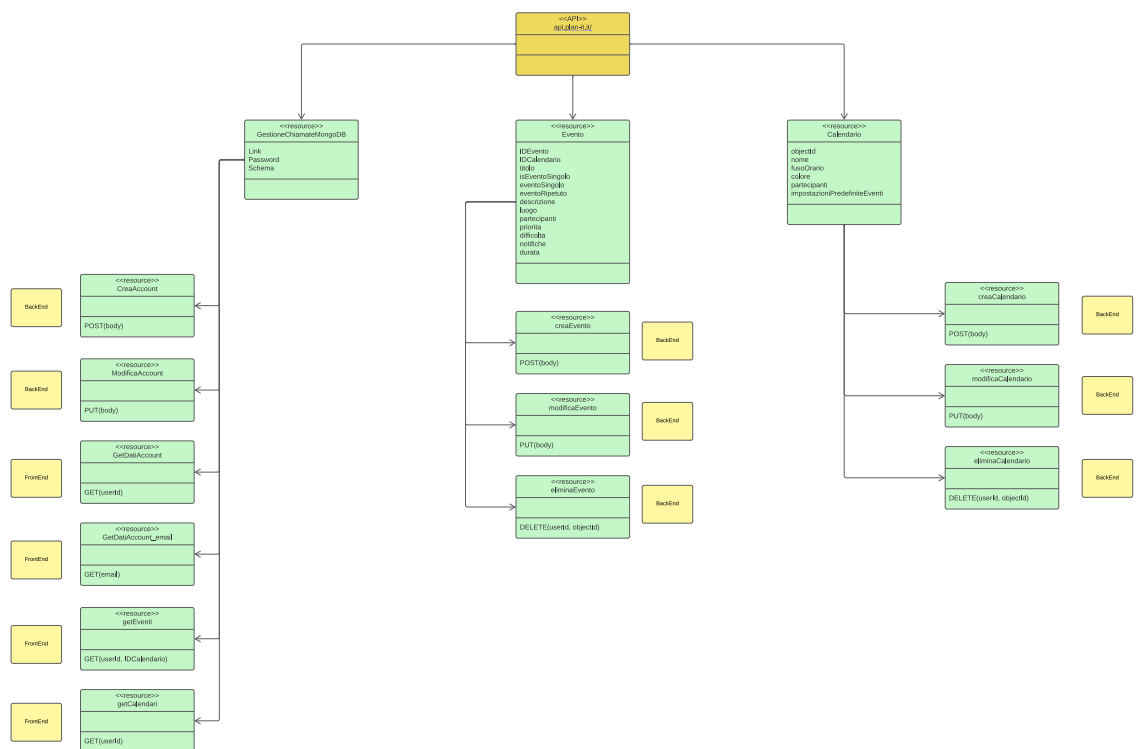 <<API>>
api.plan-it.it/
<<resource>>
GestioneChiamateMongoDB
Link
Password
Schema
<<resource>>
Evento
IDEvento
IDCalendario
titolo
isEventoSingolo
eventoSingolo
eventoRipetuto
descrizione
luogo
partecipanti
priorita
difficolta
notifiche
durata
<<resource>>
Calendario
objectId
nome
fusoOrario
colore
partecipanti
impostazioniPredefiniteEventi
BackEnd
<<resource>>
CreaAccount
POST(body)
BackEnd
<<resource>>
ModificaAccount
PUT(body)
FrontEnd
<<resource>>
GetDatiAccount
GET(userId)
FrontEnd
<<resource>>
GetDatiAccount_email
GET(email)
FrontEnd
<<resource>>
getEventi
GET(userId, IDCalendario)
FrontEnd
<<resource>>
getCalendari
GET(userId)
<<resource>>
creaEvento
POST(body)
BackEnd
<<resource>>
modificaEvento
PUT(body)
BackEnd
<<resource>>
eliminaEvento
DELETE(userId, objectId)
BackEnd
<<resource>>
creaCalendario
POST(body)
BackEnd
<<resource>>
modificaCalendario
PUT(body)
BackEnd
<<resource>>
eliminaCalendario
DELETE(userId, objectId)
BackEnd